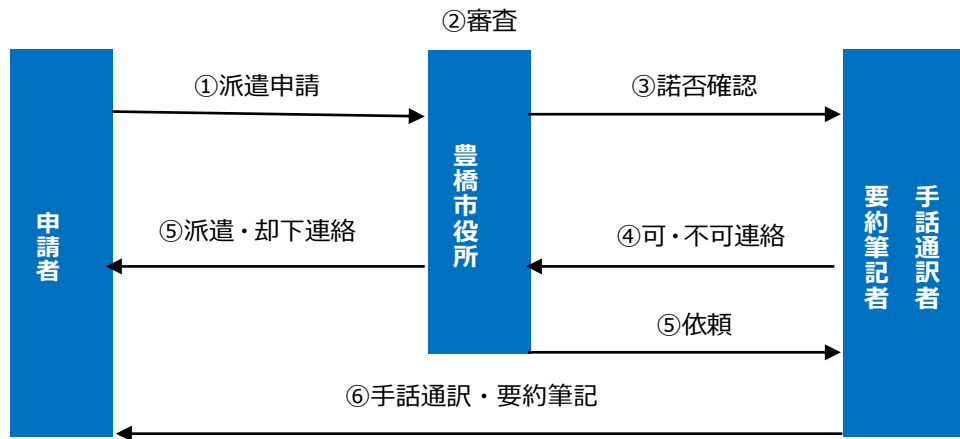 ②審査
①派遣申請
③諾否確認
申請者
豊橋市役所
手話通訳者
要約筆記者
⑤派遣・却下連絡
④可・不可連絡
⑤依頼
⑥手話通訳・要約筆記